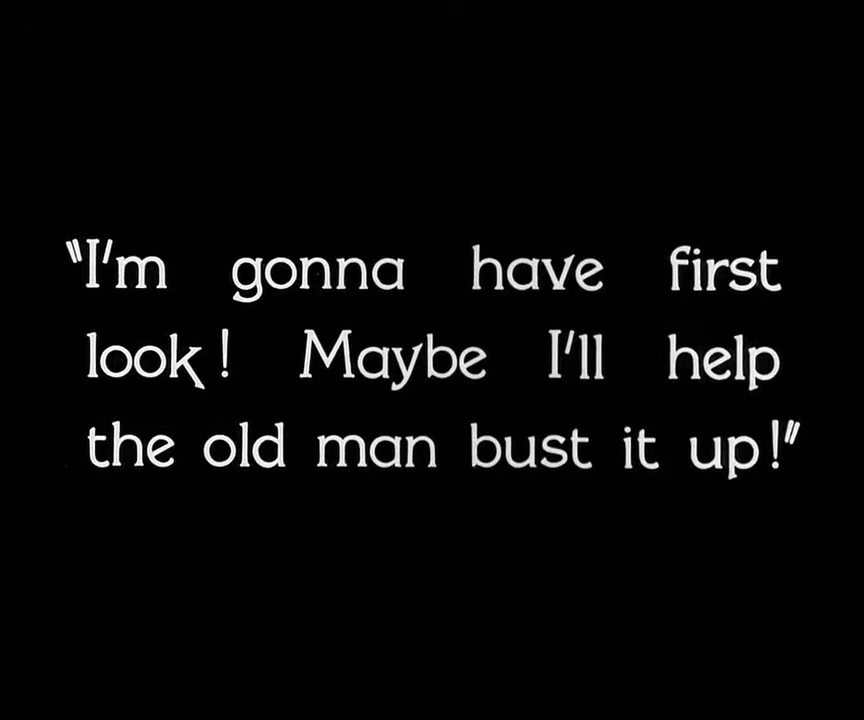 "I'm gonna have first
look! Maybe I'll help
the old man bust it up!"